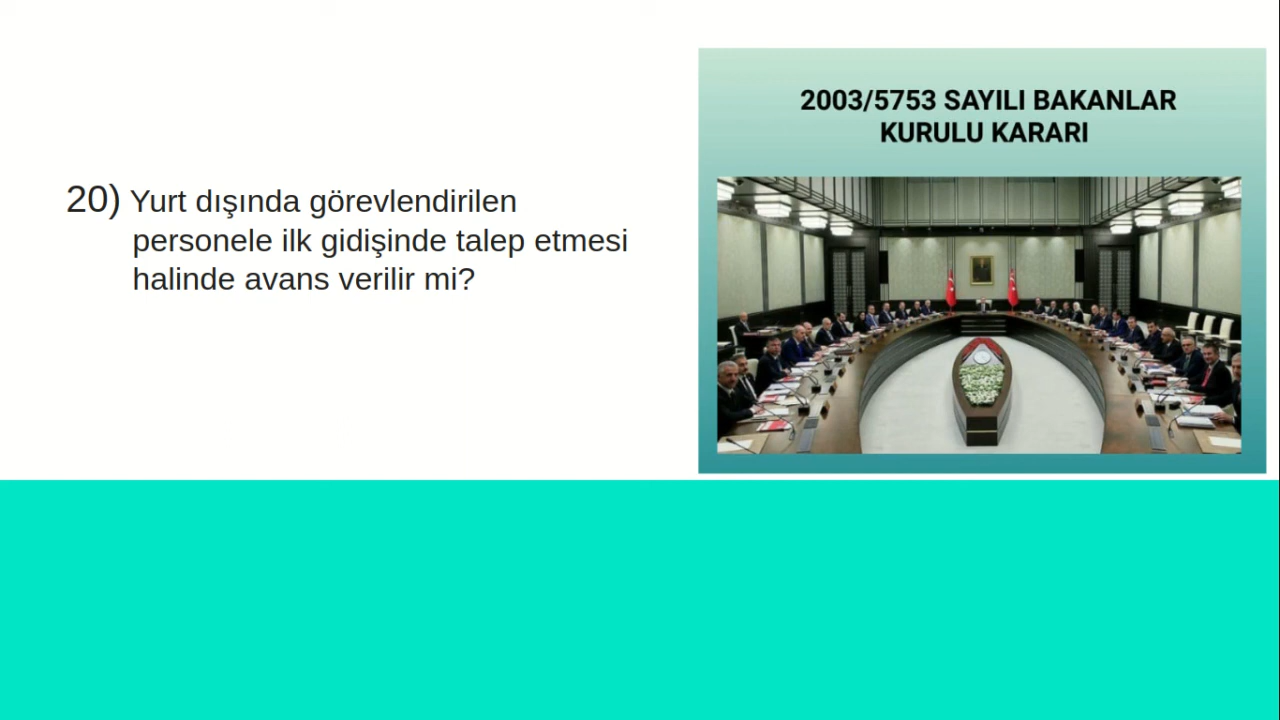 20) Yurt dışında görevlendirilen
personele ilk gidişinde talep etmesi
halinde avans verilir mi?
2003/5753 SAYILI BAKANLAR
KURULU KARARI